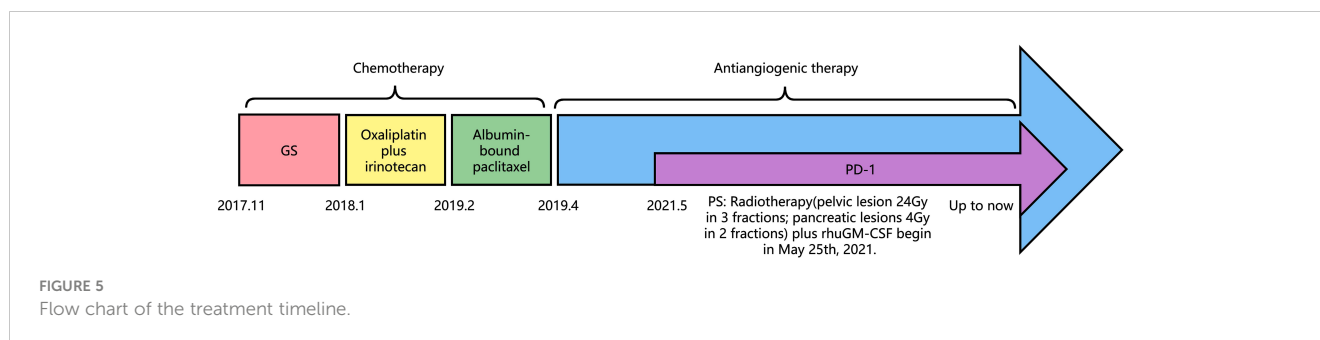 Chemotherapy
Antiangiogenic therapy
GS
Oxaliplatin
plus
irinotecan
Albumin-
bound
paclitaxel
PD-1
2017.11
2018.1
2019.2
2019.4
2021.5
PS: Radiotherapy(pelvic lesion 24Gy
in 3 fractions; pancreatic lesions 4Gy
in 2 fractions) plus rhuGM-CSF begin
in May 25th, 2021.
Up to now
FIGURE 5
Flow chart of the treatment timeline.